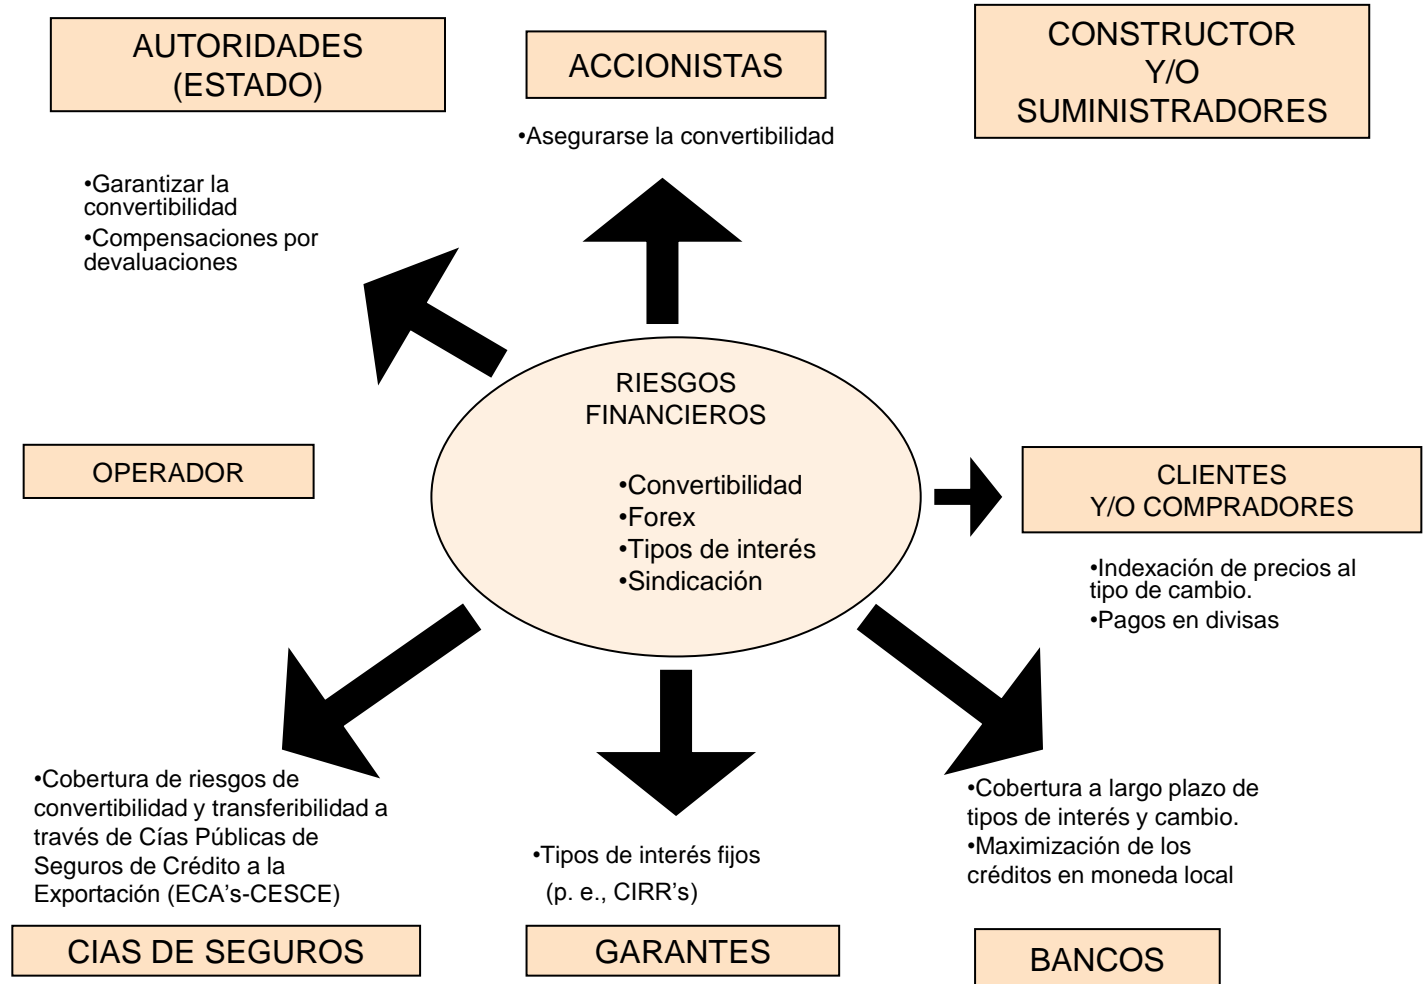 AUTORIDADES
(ESTADO)
ACCIONISTAS
CONSTRUCTOR
Y/O
SUMINISTRADORES
•Asegurarse la convertibilidad
•Garantizar la
convertibilidad
•Compensaciones por
devaluaciones
RIESGOS
FINANCIEROS
•Convertibilidad
•Forex
•Tipos de interés
•Sindicación
OPERADOR
CLIENTES
Y/O COMPRADORES
•Indexación de precios al
tipo de cambio.
•Pagos en divisas
•Cobertura de riesgos de
convertibilidad y transferibilidad a
través de Cías Públicas de
Seguros de Crédito a la
Exportación (ECA's-CESCE)
•Tipos de interés fijos
(p. e., CIRR's)
•Cobertura a largo plazo de
tipos de interés y cambio.
•Maximización de los
créditos en moneda local
CIAS DE SEGUROS
GARANTES
BANCOS